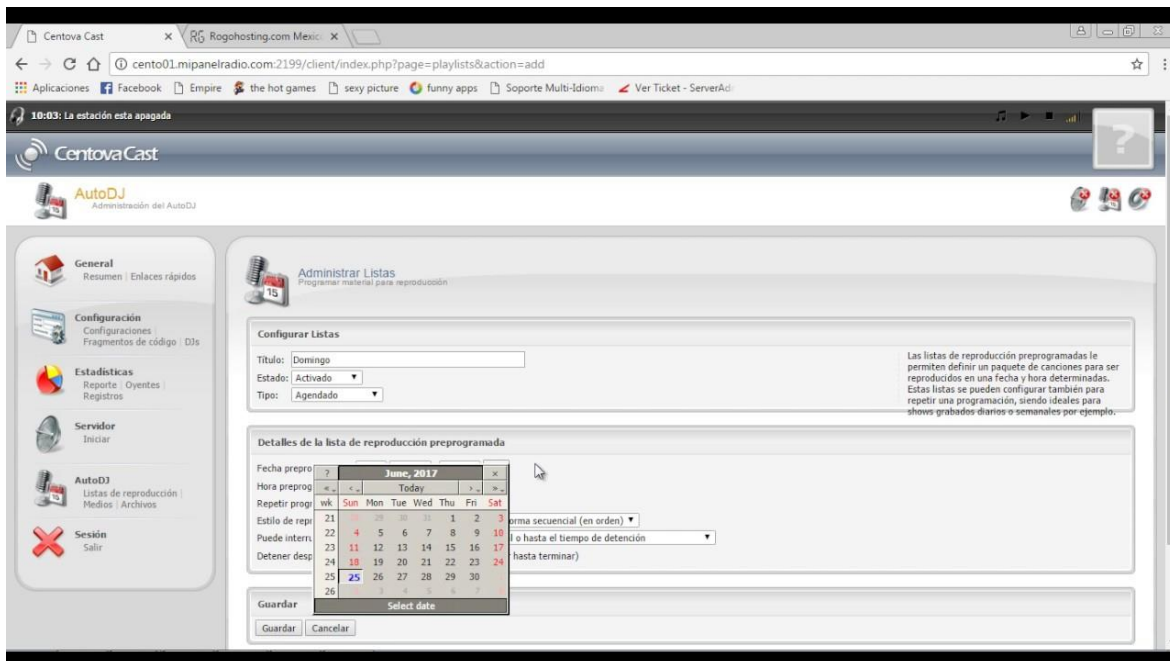 Centova Cast
Rogohosting.com Mexic
cento01.mipanelradio.com:2199/client/index.php?page=playlists&action=add
Aplicaciones Facebook Empire the hot games sexy picture funny apps Soporte Multi-Idioma Ver Ticket - ServerAd
10:03: La estación esta apagada
CentovaCast
AutoDJ
Administración del AutoDJ
General
Resumen | Enlaces rápidos
Configuración
Configuraciones |
Fragmentos de código | DJs
Estadísticas
Reporte | Oyentes |
Registros
Servidor
Iniciar
AutoDJ
Listas de reproducción |
Medios | Archivos
Sesión
Salir
Administrar Listas
Programar material para reproducción
Configurar Listas
Título: Domingo
Estado: Activado
Tipo: Agendado
Las listas de reproducción preprogramadas le
permiten definir un paquete de canciones para ser
reproducidos en una fecha y hora determinadas.
Estas listas se pueden configurar también para
repetir una programación, siendo ideales para
shows grabados diarios o semanales por ejemplo.
Detalles de la lista de reproducción preprogramada
Fecha prepro
Hora preprog
Repetir progr
Estilo de repr orma secuencial (en orden)
Puede interru l o hasta el tiempo de detención
Detener desp hasta terminar)
? June, 2017 ×
« ‹ Today › »
wk Sun Mon Tue Wed Thu Fri Sat
21 29 30 31 1 2 3
22 4 5 6 7 8 9 10
23 11 12 13 14 15 16 17
24 18 19 20 21 22 23 24
25 25 26 27 28 29 30
26 3 4 5 6 7
Select date
Guardar
Guardar Cancelar